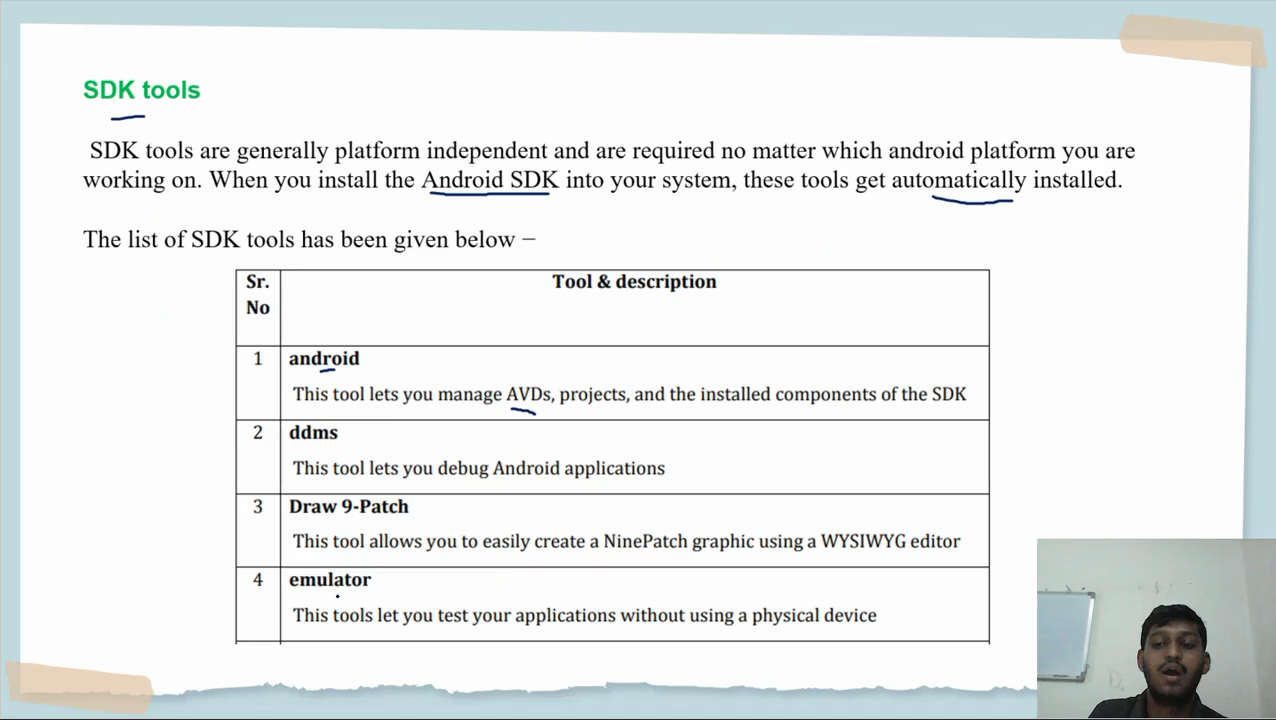 SDK tools
SDK tools are generally platform independent and are required no matter which android platform you are
working on. When you install the Android SDK into your system, these tools get automatically installed.
The list of SDK tools has been given below −
Sr. No
Tool & description
1
android
This tool lets you manage AVDs, projects, and the installed components of the SDK
2
ddms
This tool lets you debug Android applications
3
Draw 9-Patch
This tool allows you to easily create a NinePatch graphic using a WYSIWYG editor
4
emulator
This tools let you test your applications without using a physical device